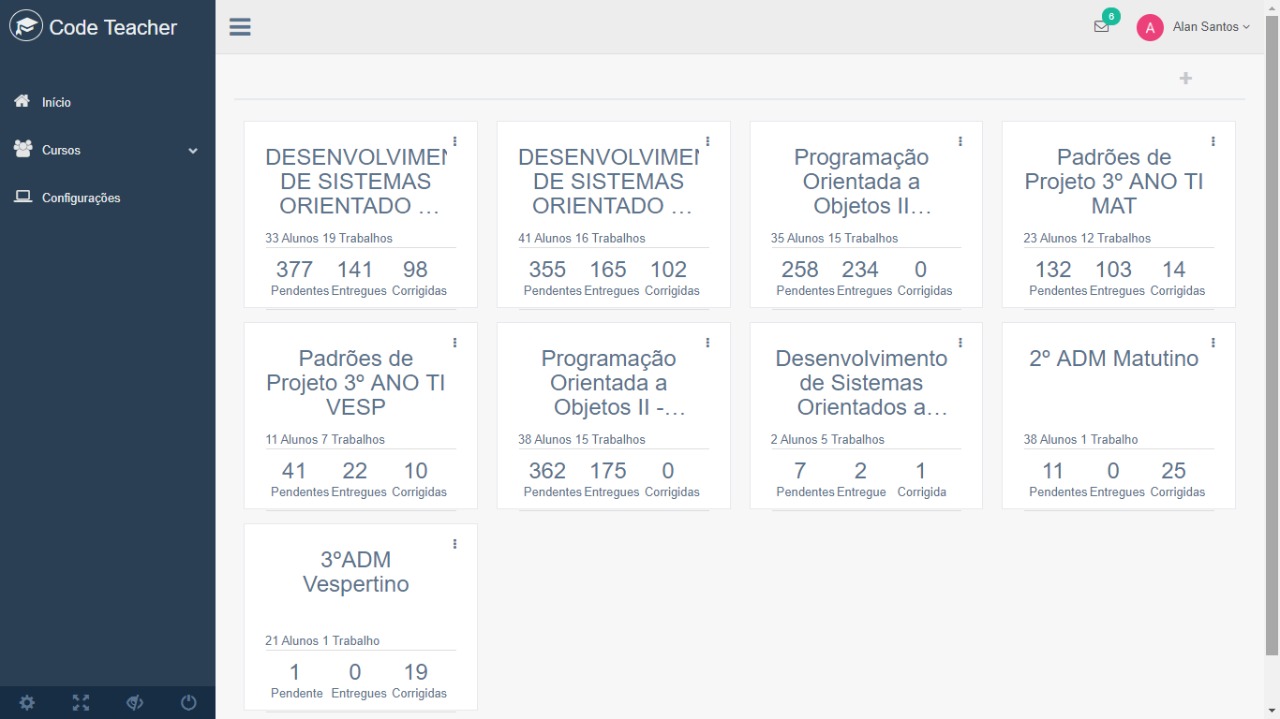 Code Teacher
6
A
Alan Santos
Início
Cursos
Configurações
DESENVOLVIMEN
DE SISTEMAS
ORIENTADO ...
33 Alunos 19 Trabalhos
377 141 98
Pendentes Entregues Corrigidas
DESENVOLVIMEN
DE SISTEMAS
ORIENTADO ...
41 Alunos 16 Trabalhos
355 165 102
Pendentes Entregues Corrigidas
Programação
Orientada a
Objetos II...
35 Alunos 15 Trabalhos
258 234 0
Pendentes Entregues Corrigidas
Padrões de
Projeto 3º ANO TI
MAT
23 Alunos 12 Trabalhos
132 103 14
Pendentes Entregues Corrigidas
Padrões de
Projeto 3º ANO TI
VESP
11 Alunos 7 Trabalhos
41 22 10
Pendentes Entregues Corrigidas
Programação
Orientada a
Objetos II -...
38 Alunos 15 Trabalhos
362 175 0
Pendentes Entregues Corrigidas
Desenvolvimento
de Sistemas
Orientados a...
2 Alunos 5 Trabalhos
7 2 1
Pendentes Entregue Corrigida
2º ADM Matutino
38 Alunos 1 Trabalho
11 0 25
Pendentes Entregues Corrigidas
3ºADM
Vespertino
21 Alunos 1 Trabalho
1 0 19
Pendente Entregues Corrigidas